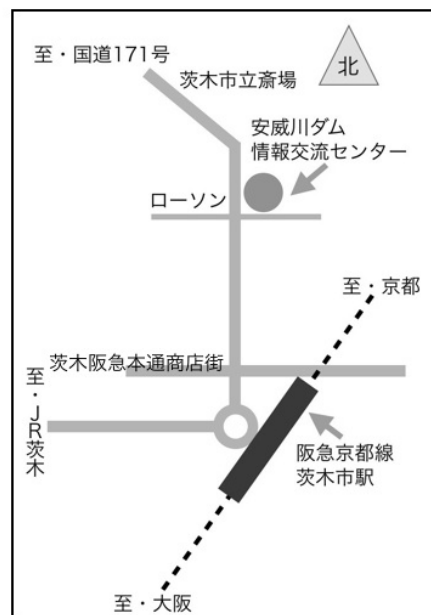 至・国道171号
北
茨木市立斎場
安威川ダム
情報交流センター
ローソン
至・京都
茨木阪急本通商店街
至・JR茨木
阪急京都線
茨木市駅
至・大阪